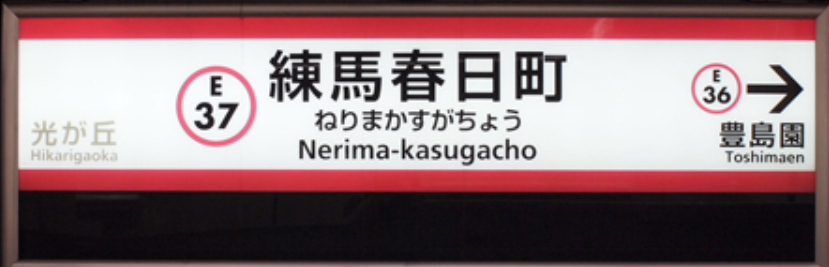 光が丘
Hikarigaoka
E
37
練馬春日町
ねりまかすがちょう
Nerima-kasugacho
E
36
豊島園
Toshimaen